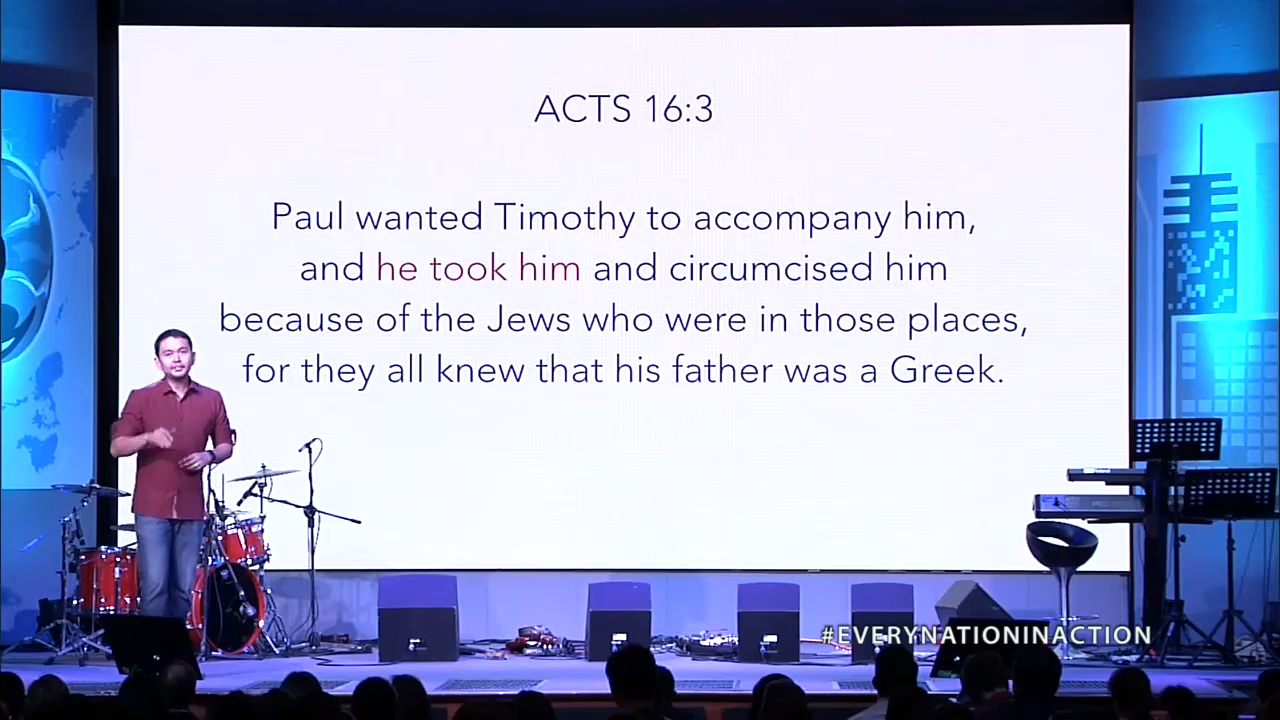 ACTS 16:3
Paul wanted Timothy to accompany him,
and he took him and circumcised him
because of the Jews who were in those places,
for they all knew that his father was a Greek.
#EVERYNATIONINACTION